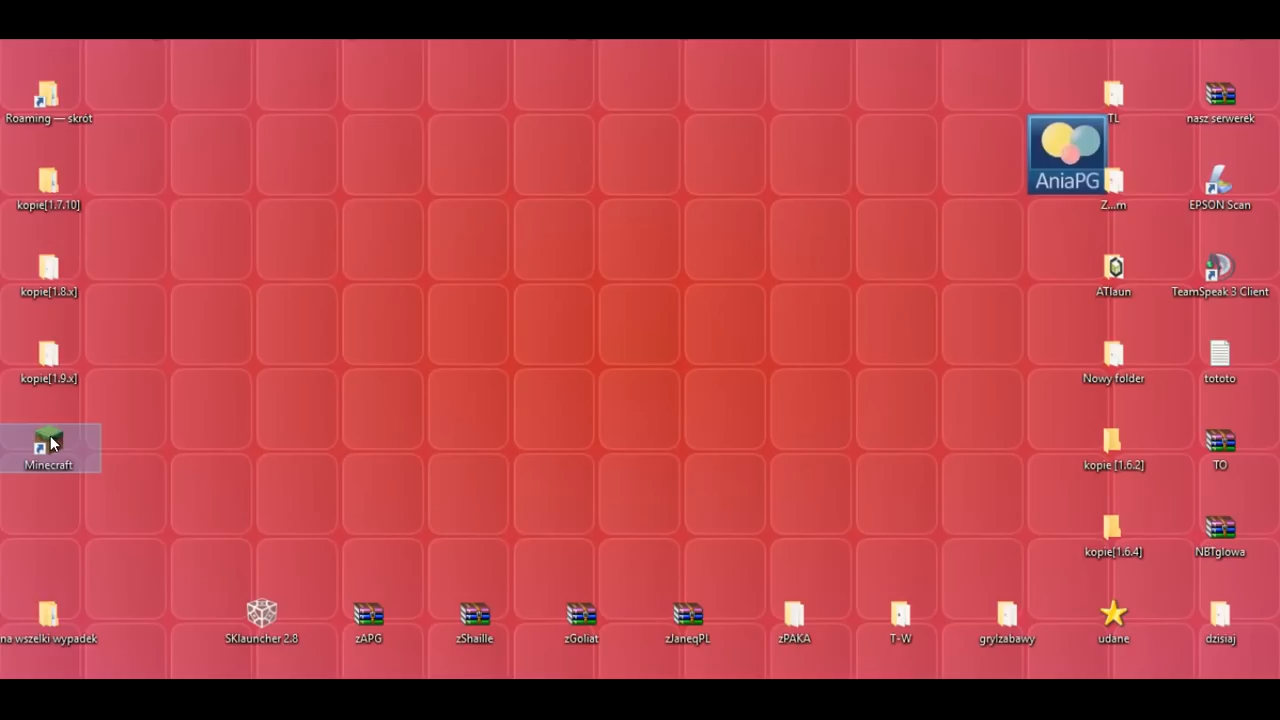 Roaming — skrót
TL
nasz serwerek
AniaPG
kopie[1.7.10]
Z...m
EPSON Scan
kopie[1.8.x]
ATlaun
TeamSpeak 3 Client
kopie[1.9.x]
Nowy folder
tototo
Minecraft
kopie [1.6.2]
TO
kopie[1.6.4]
NBTglowa
na wszelki wypadek
SKlauncher 2.8
zAPG
zShaille
zGoliat
zJaneqPL
zPAKA
T-W
gryIzabawy
udane
dzisiaj